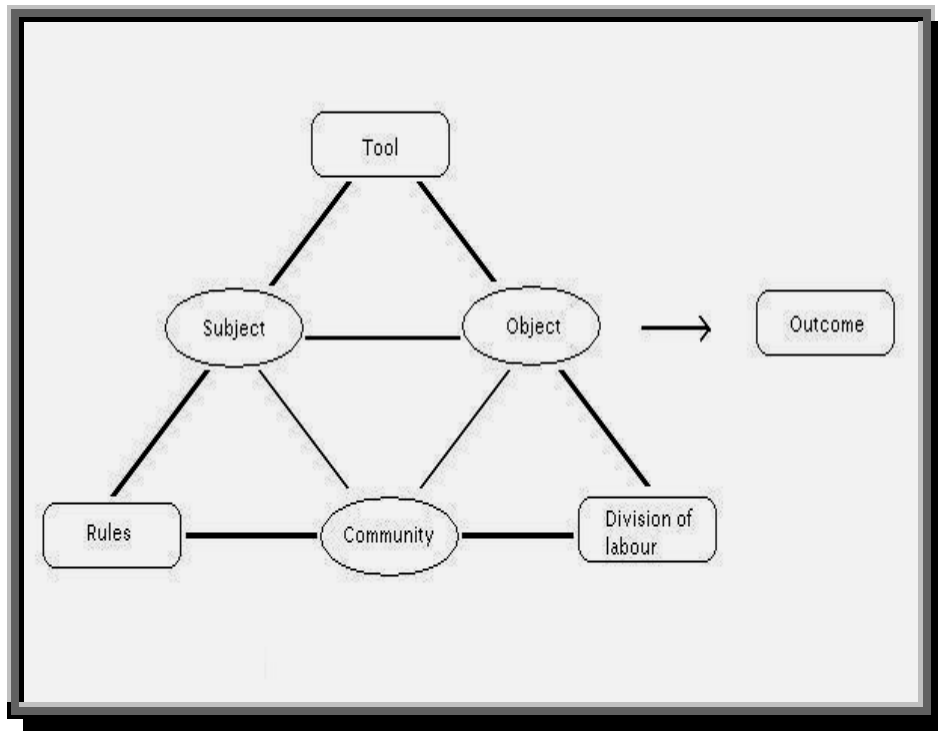 Tool
Subject
Object
Outcome
Rules
Community
Division of
labour